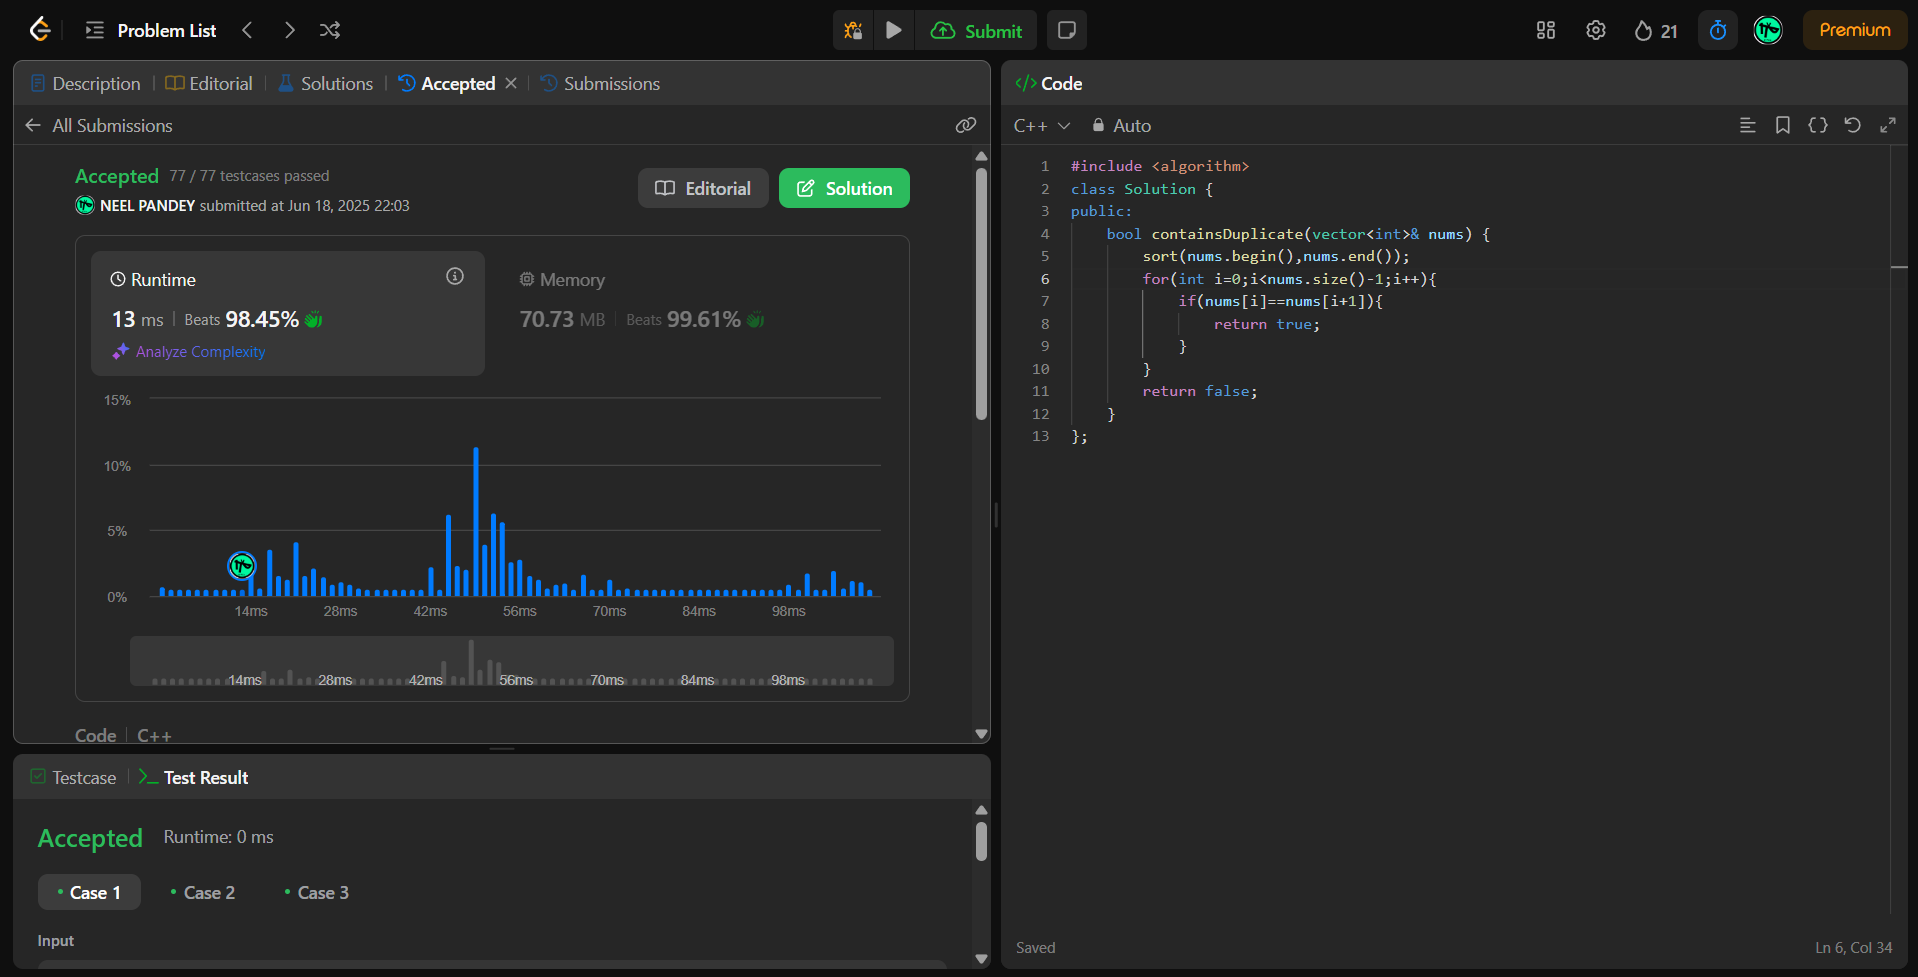 Problem List
Submit
21
Premium
Description
Editorial
Solutions
Accepted
Submissions
All Submissions
Accepted 77 / 77 testcases passed
NEEL PANDEY submitted at Jun 18, 2025 22:03
Editorial
Solution
Runtime
13 ms
Beats 98.45%
Analyze Complexity
Memory
70.73 MB
Beats 99.61%
15%
10%
5%
0%
14ms 28ms 42ms 56ms 70ms 84ms 98ms
14ms 28ms 42ms 56ms 70ms 84ms 98ms
Code
C++
Testcase
Test Result
Accepted Runtime: 0 ms
Case 1
Case 2
Case 3
Input
</> Code
C++
Auto
1 #include <algorithm>
2 class Solution {
3 public:
4 bool containsDuplicate(vector<int>& nums) {
5 sort(nums.begin(),nums.end());
6 for(int i=0;i<nums.size()-1;i++){
7 if(nums[i]==nums[i+1]){
8 return true;
9 }
10 }
11 return false;
12 }
13 };
Saved
Ln 6, Col 34